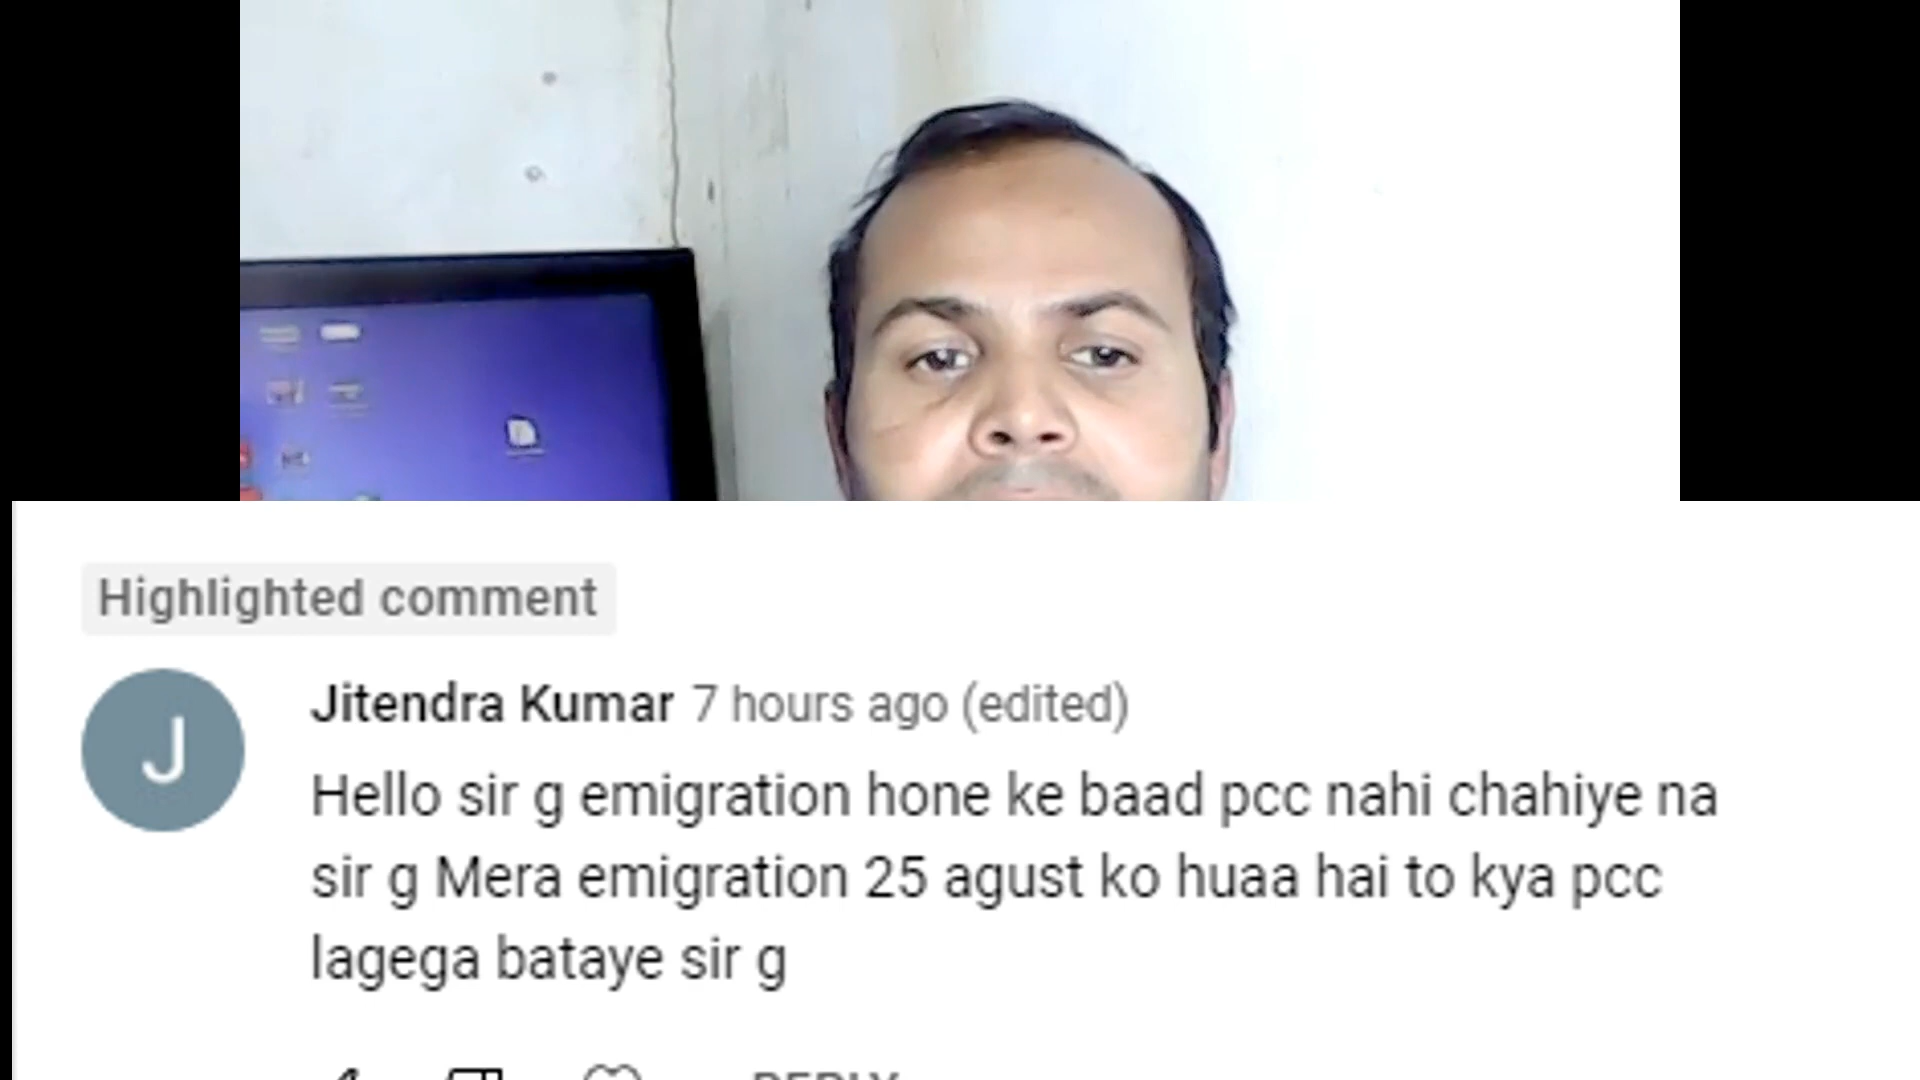 Highlighted comment
J
Jitendra Kumar 7 hours ago (edited)
Hello sir g emigration hone ke baad pcc nahi chahiye na
sir g Mera emigration 25 agust ko huaa hai to kya pcc
lagega bataye sir g
REPLY